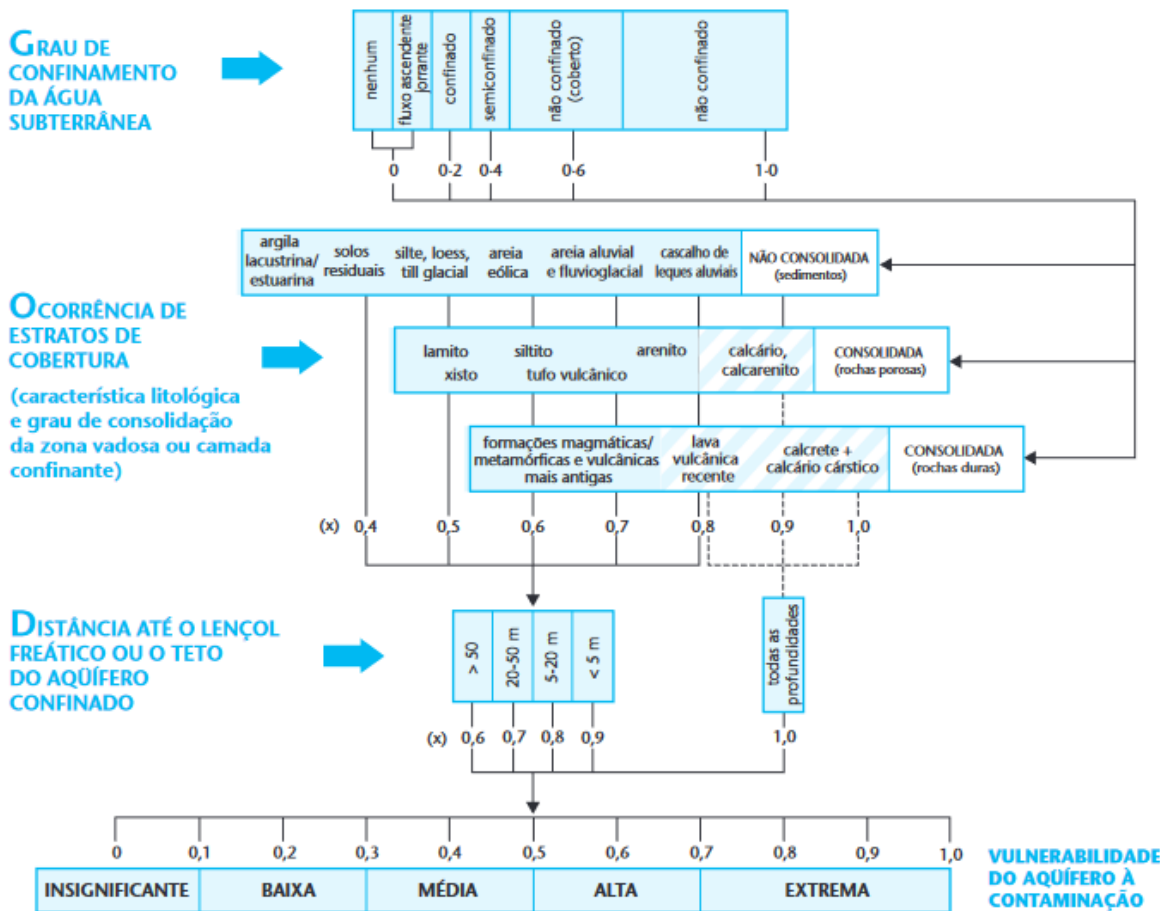 GRAU DE
CONFINAMENTO
DA ÁGUA
SUBTERRÂNEA
nenhum
fluxo ascendente
jorrante
confinado
semiconfinado
não confinado
(coberto)
não confinado
0
0-2
0-4
0-6
1-0
argila
lacustrina/
estuarina
solos
residuais
silte, loess,
till glacial
areia
eólica
areia aluvial
e fluvioglacial
cascalho de
leques aluviais
NÃO CONSOLIDADA
(sedimentos)
OCORRÊNCIA DE
ESTRATOS DE
COBERTURA
(característica litológica
e grau de consolidação
da zona vadosa ou camada
confinante)
lamito
xisto
siltito
tufo vulcânico
arenito
calcário,
calcarenito
CONSOLIDADA
(rochas porosas)
formações magmáticas/
metamórficas e vulcânicas
mais antigas
lava
vulcânica
recente
calcrete +
calcário cárstico
CONSOLIDADA
(rochas duras)
(x) 0,4 0,5 0,6 0,7 0,8 0,9 1,0
DISTÂNCIA ATÉ O LENÇOL
FREÁTICO OU O TETO
DO AQÜÍFERO
CONFINADO
> 50
20-50 m
5-20 m
< 5 m
todas as
profundidades
(x) 0,6 0,7 0,8 0,9 1,0
0 0,1 0,2 0,3 0,4 0,5 0,6 0,7 0,8 0,9 1,0
INSIGNIFICANTE BAIXA MÉDIA ALTA EXTREMA
VULNERABILIDADE
DO AQÜÍFERO À
CONTAMINAÇÃO